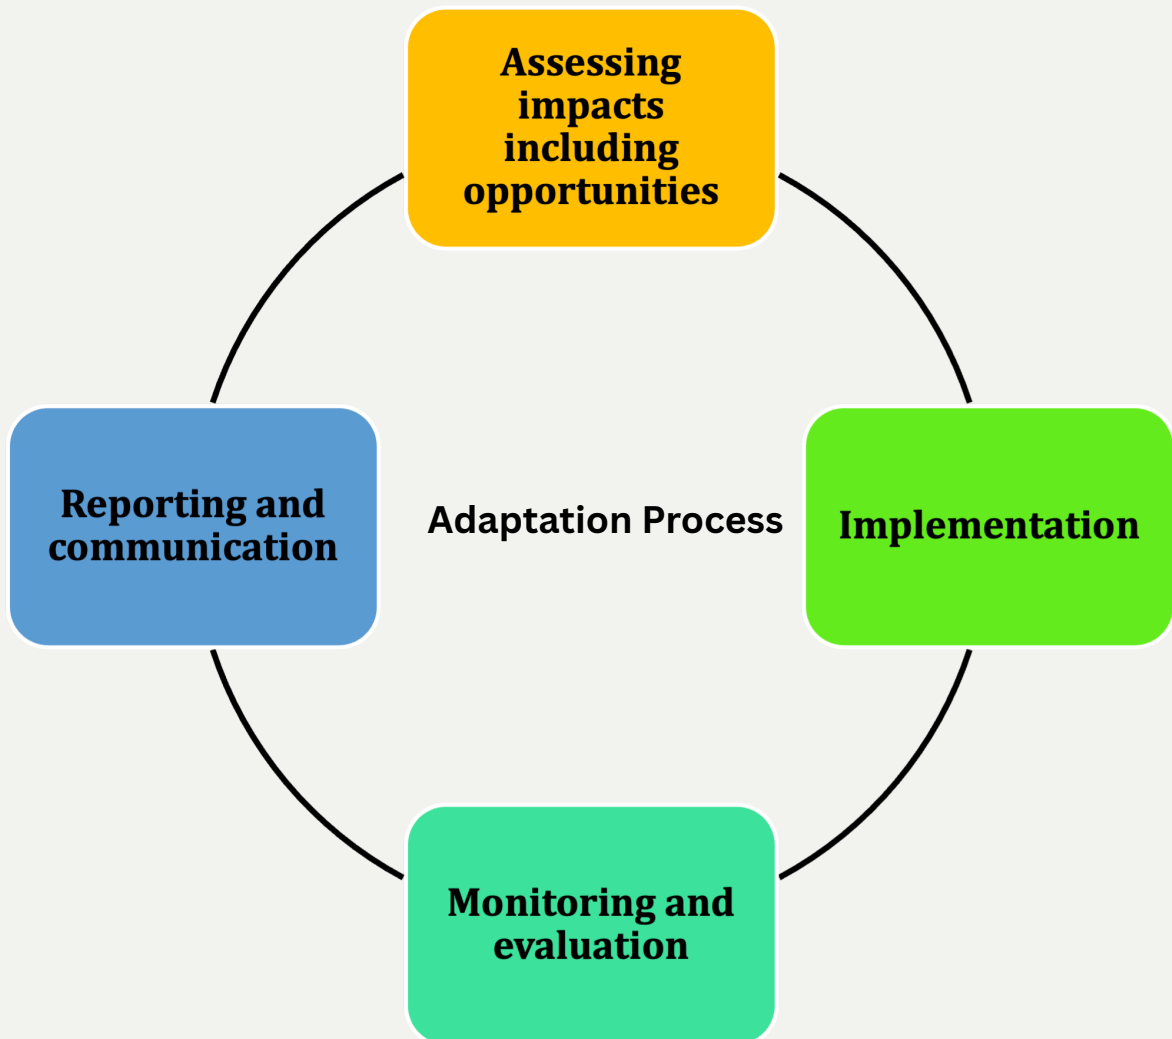 Assessing
impacts
including
opportunities
Reporting and
communication
Adaptation Process
Implementation
Monitoring and
evaluation